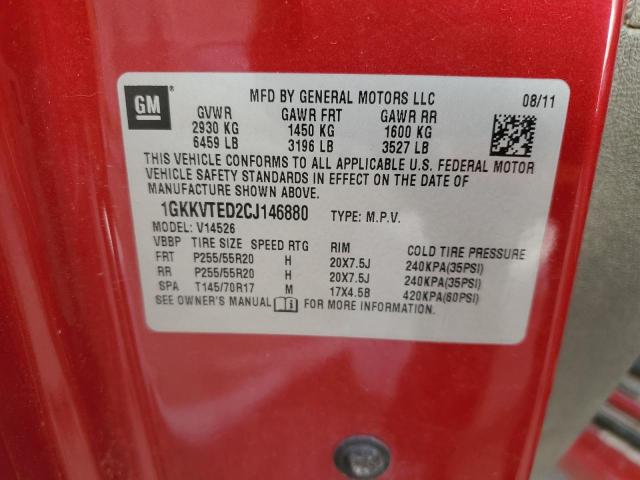 GM
MFD BY GENERAL MOTORS LLC 08/11
GVWR GAWR FRT GAWR RR
2930 KG 1450 KG 1600 KG
6459 LB 3196 LB 3527 LB
THIS VEHICLE CONFORMS TO ALL APPLICABLE U.S. FEDERAL MOTOR
VEHICLE SAFETY STANDARDS IN EFFECT ON THE DATE OF
MANUFACTURE SHOWN ABOVE.
1GKKVTED2CJ146880 TYPE: M.P.V.
MODEL: V14526
VBBP TIRE SIZE SPEED RTG RIM COLD TIRE PRESSURE
FRT P255/55R20 H 20X7.5J 240KPA(35PSI)
RR P255/55R20 H 20X7.5J 240KPA(35PSI)
SPA T145/70R17 M 17X4.5B 420KPA(60PSI)
SEE OWNER'S MANUAL FOR MORE INFORMATION.